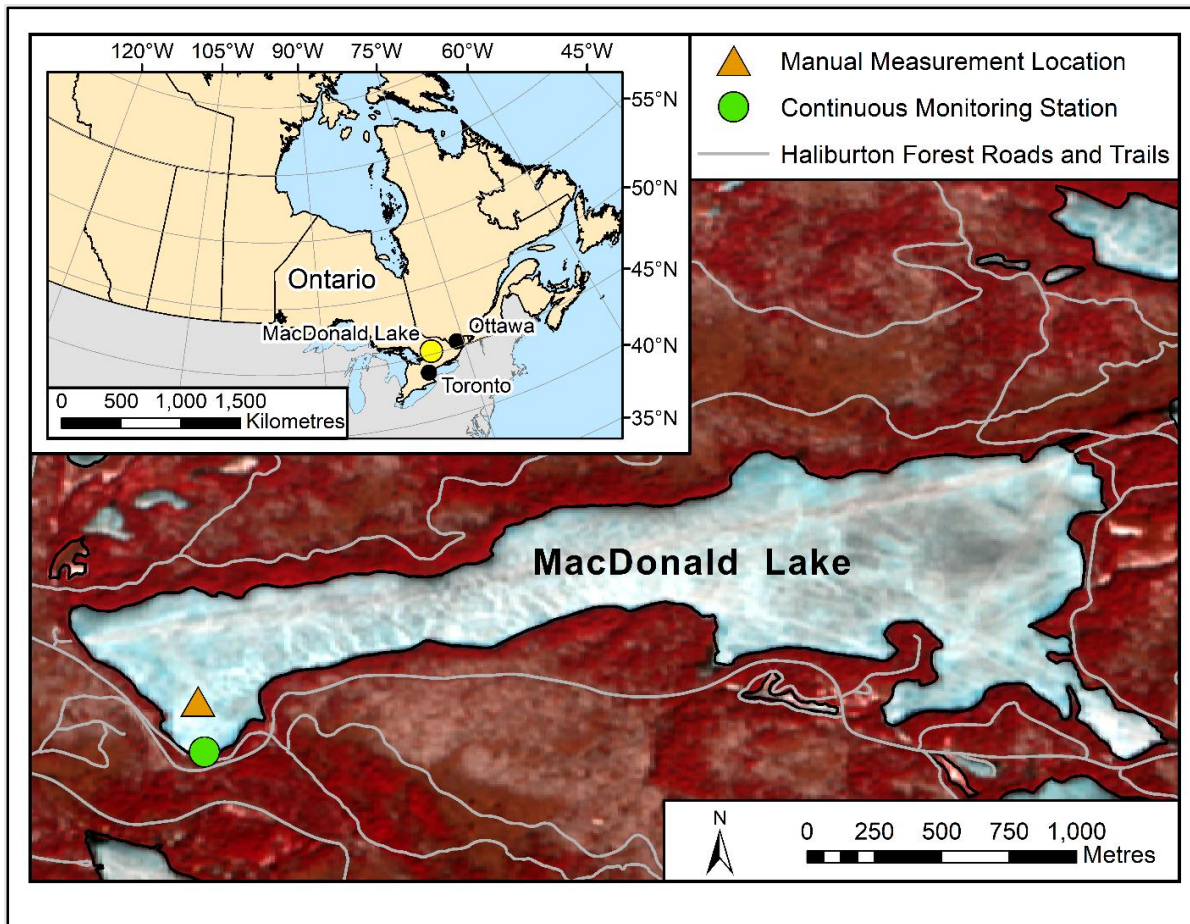 120°W 105°W 90°W 75°W 60°W 45°W
55°N
50°N
45°N
40°N
35°N
Ontario
MacDonald Lake
Ottawa
Toronto
0 500 1,000 1,500
Kilometres
Manual Measurement Location
Continuous Monitoring Station
Haliburton Forest Roads and Trails
MacDonald Lake
N
0 250 500 750 1,000
Metres